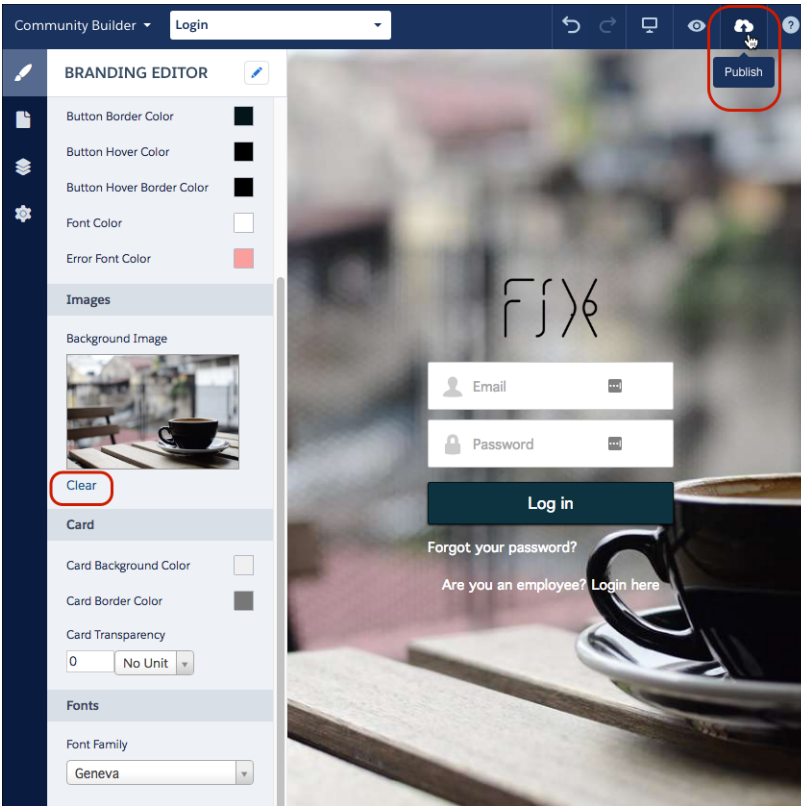 Community Builder
Login
?
Publish
BRANDING EDITOR
Button Border Color
Button Hover Color
Button Hover Border Color
Font Color
Error Font Color
Images
Background Image
Clear
Card
Card Background Color
Card Border Color
Card Transparency
0 No Unit
Fonts
Font Family
Geneva
Email
Password
Log in
Forgot your password?
Are you an employee? Login here